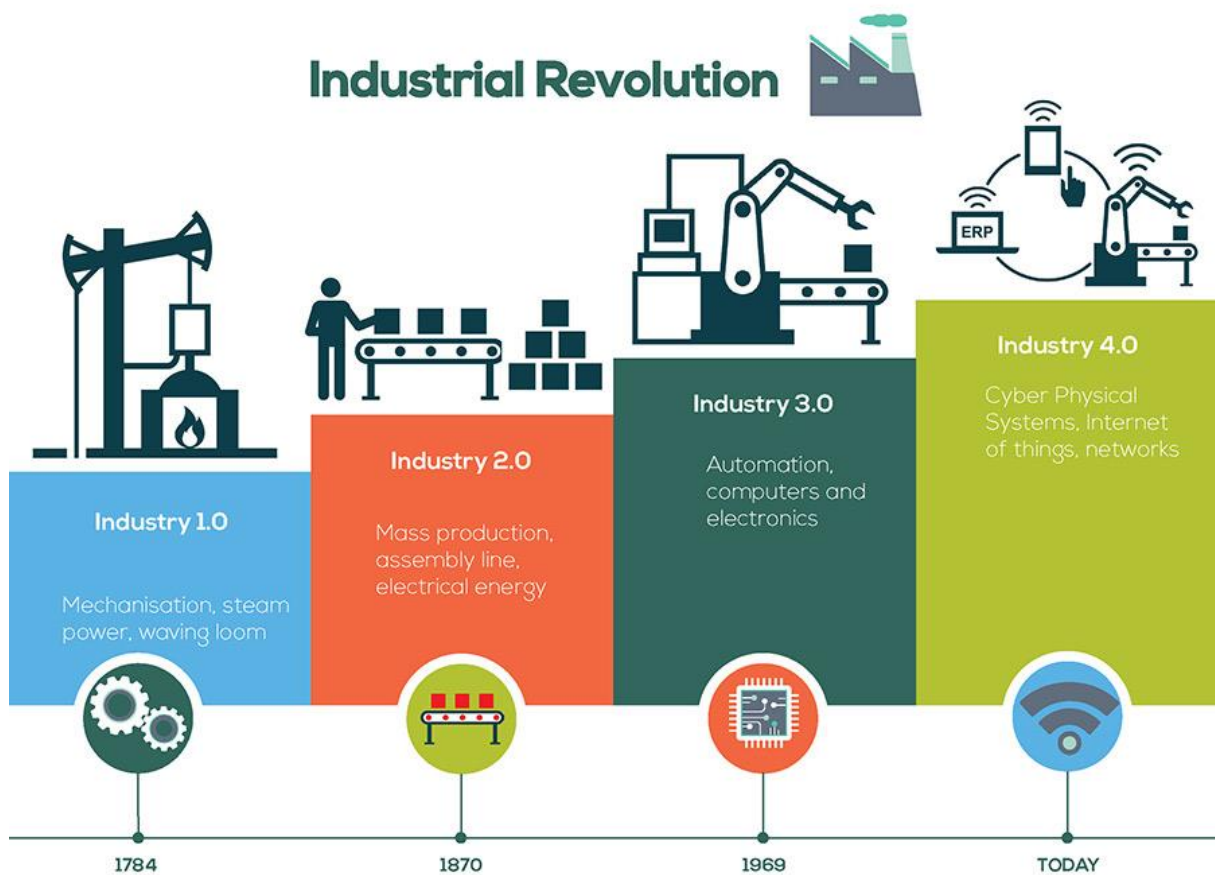 Industrial Revolution
ERP
Industry 1.0
Mechanisation, steam
power, waving loom
Industry 2.0
Mass production,
assembly line,
electrical energy
Industry 3.0
Automation,
computers and
electronics
Industry 4.0
Cyber Physical
Systems, Internet
of things, networks
1784
1870
1969
TODAY